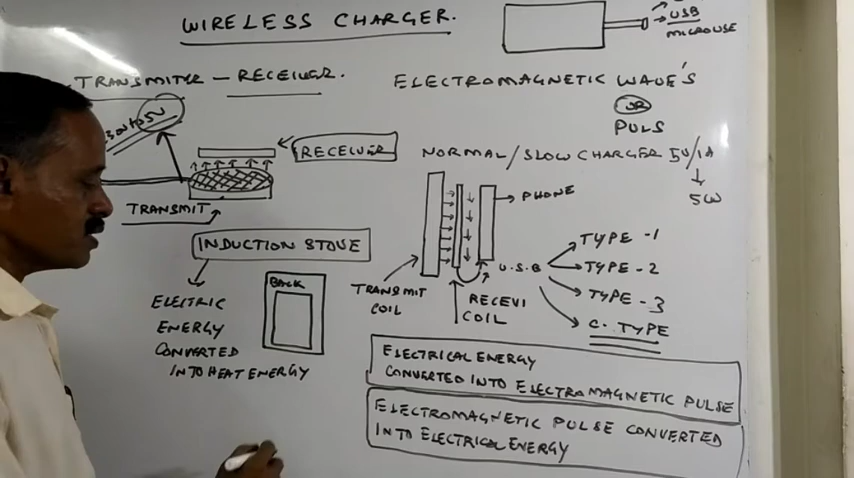 WIRELESS CHARGER.
USB
MICROUSE
TRANSMITER - RECEIVER.
ELECTROMAGNETIC WAVE'S
OR
PULS
RECEIVER
NORMAL/SLOW CHARGER 5V/1A
5W
PHONE
TRANSMIT
INDUCTION STOVE
U.S.B
TYPE -1
TYPE - 2
TYPE - 3
C. TYPE
BACK
TRANSMIT
COIL
RECEVI
COIL
ELECTRIC
ENERGY
CONVERTED
INTO HEAT ENERGY
ELECTRICAL ENERGY
CONVERTED INTO ELECTROMAGNETIC PULSE
ELECTROMAGNETIC PULSE CONVERTED
INTO ELECTRICAL ENERGY